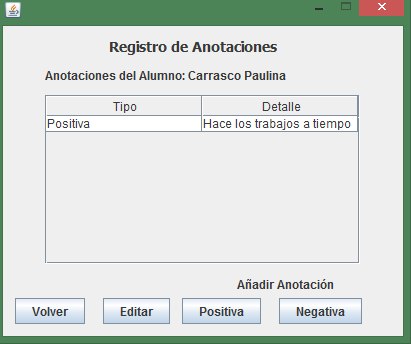 Registro de Anotaciones
Anotaciones del Alumno: Carrasco Paulina
Tipo Detalle
Positiva Hace los trabajos a tiempo
Añadir Anotación
Volver Editar Positiva Negativa